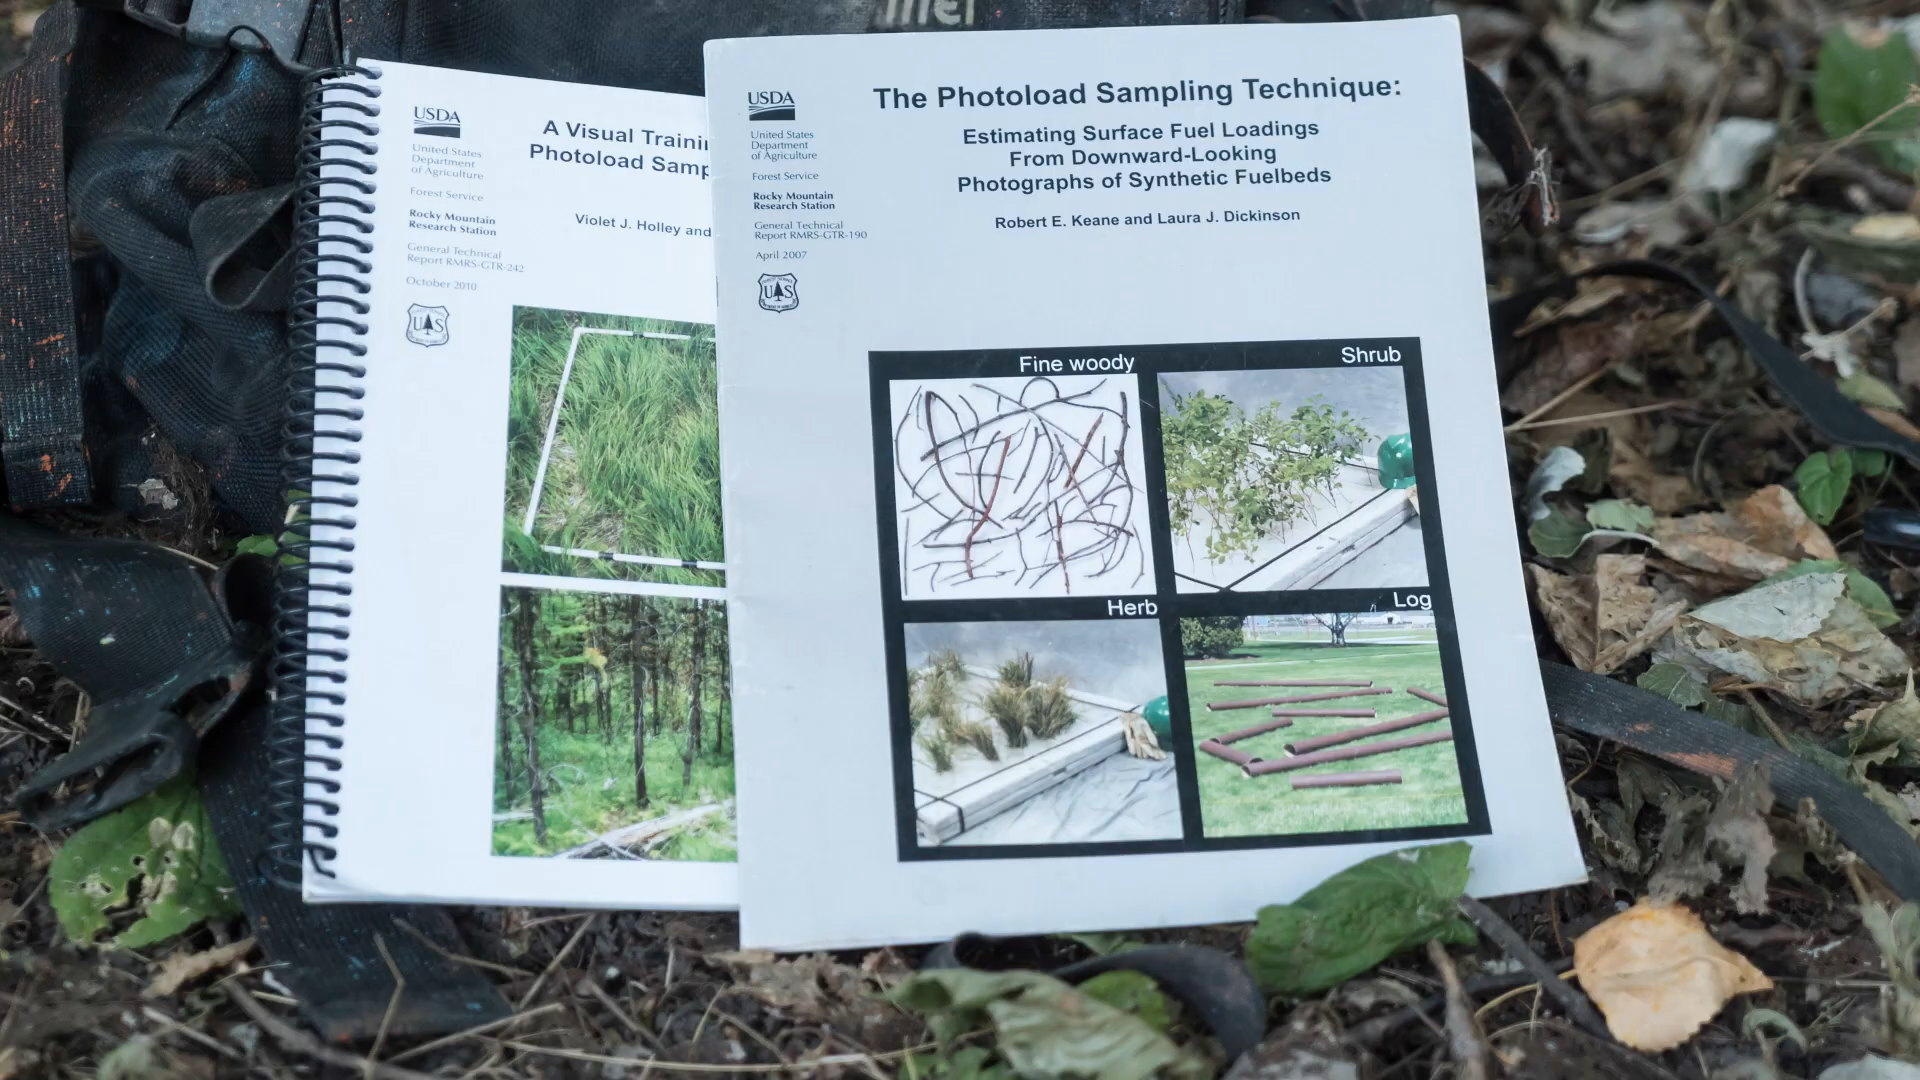 USDA
United States
Department
of Agriculture
Forest Service
Rocky Mountain
Research Station
General Technical
Report RMRS-GTR-242
October 2010
U S
A Visual Traini
Photoload Samp
Violet J. Holley and
USDA
United States
Department
of Agriculture
Forest Service
Rocky Mountain
Research Station
General Technical
Report RMRS-GTR-190
April 2007
U S
The Photoload Sampling Technique:
Estimating Surface Fuel Loadings
From Downward-Looking
Photographs of Synthetic Fuelbeds
Robert E. Keane and Laura J. Dickinson
Fine woody
Shrub
Herb
Log